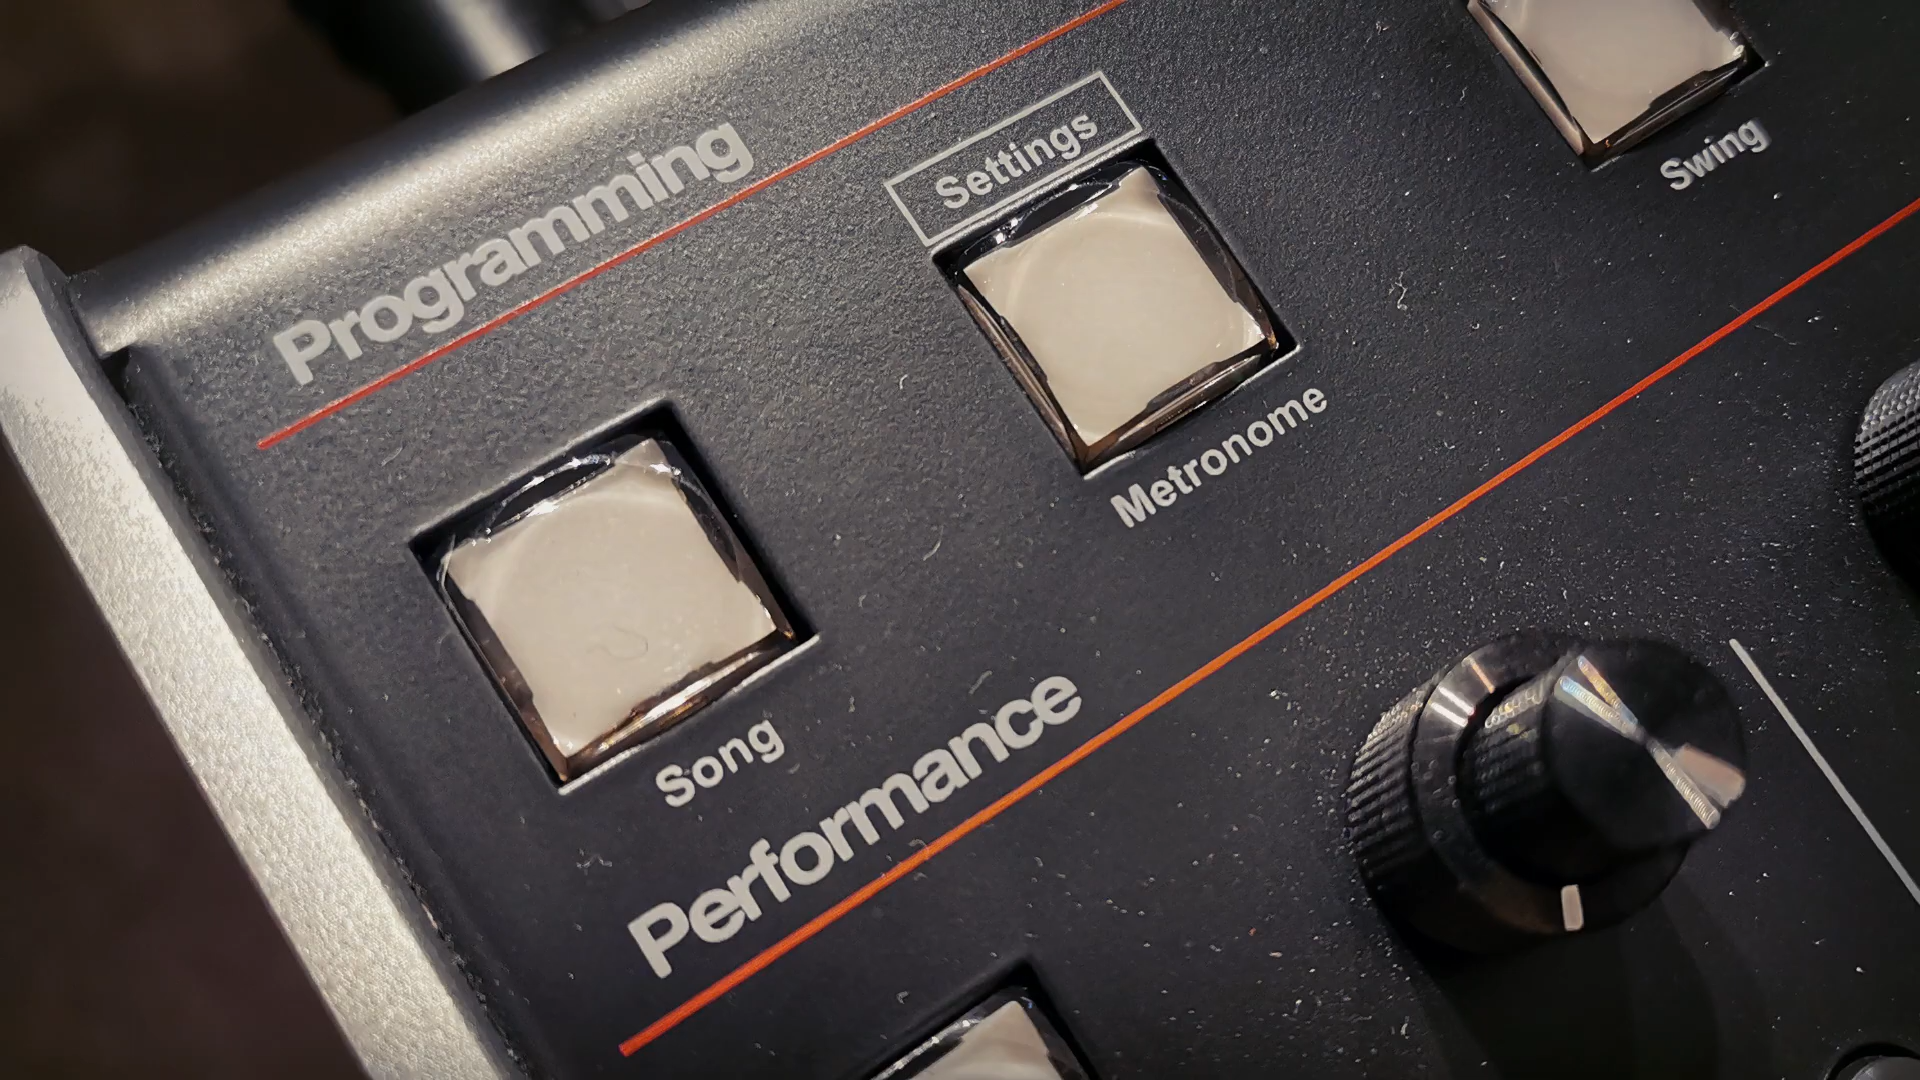 Programming
Settings
Swing
Metronome
Song
Performance